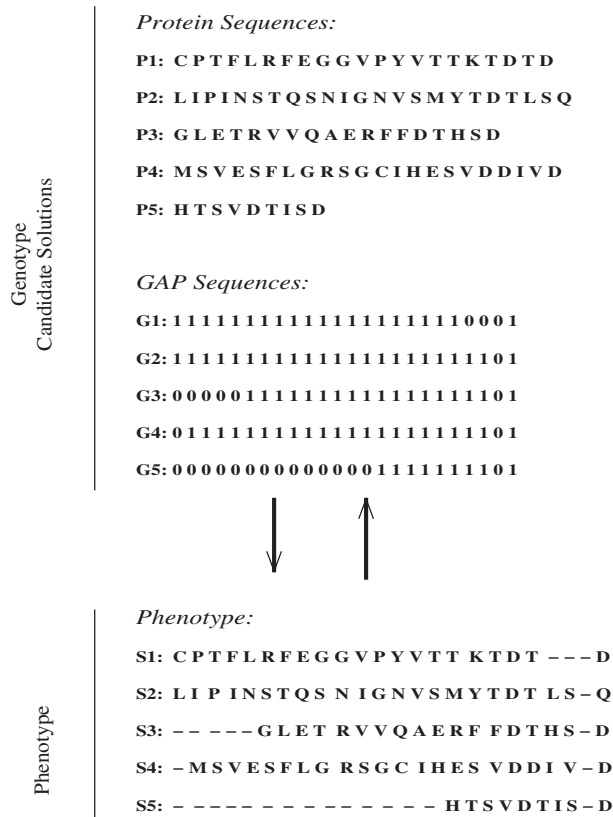 Genotype
Candidate Solutions
Protein Sequences:
P1: C P T F L R F E G G V P Y V T T K T D T D
P2: L I P I N S T Q S N I G N V S M Y T D T L S Q
P3: G L E T R V V Q A E R F F D T H S D
P4: M S V E S F L G R S G C I H E S V D D I V D
P5: H T S V D T I S D
GAP Sequences:
G1: 1 1 1 1 1 1 1 1 1 1 1 1 1 1 1 1 1 1 1 1 0 0 0 1
G2: 1 1 1 1 1 1 1 1 1 1 1 1 1 1 1 1 1 1 1 1 1 1 0 1
G3: 0 0 0 0 0 1 1 1 1 1 1 1 1 1 1 1 1 1 1 1 1 1 0 1
G4: 0 1 1 1 1 1 1 1 1 1 1 1 1 1 1 1 1 1 1 1 1 1 0 1
G5: 0 0 0 0 0 0 0 0 0 0 0 0 0 0 1 1 1 1 1 1 1 1 0 1
Phenotype
Phenotype:
S1: C P T F L R F E G G V P Y V T T K T D T – – – D
S2: L I P I N S T Q S N I G N V S M Y T D T L S – Q
S3: – – – – – G L E T R V V Q A E R F F D T H S – D
S4: – M S V E S F L G R S G C I H E S V D D I V – D
S5: – – – – – – – – – – – – – – H T S V D T I S – D